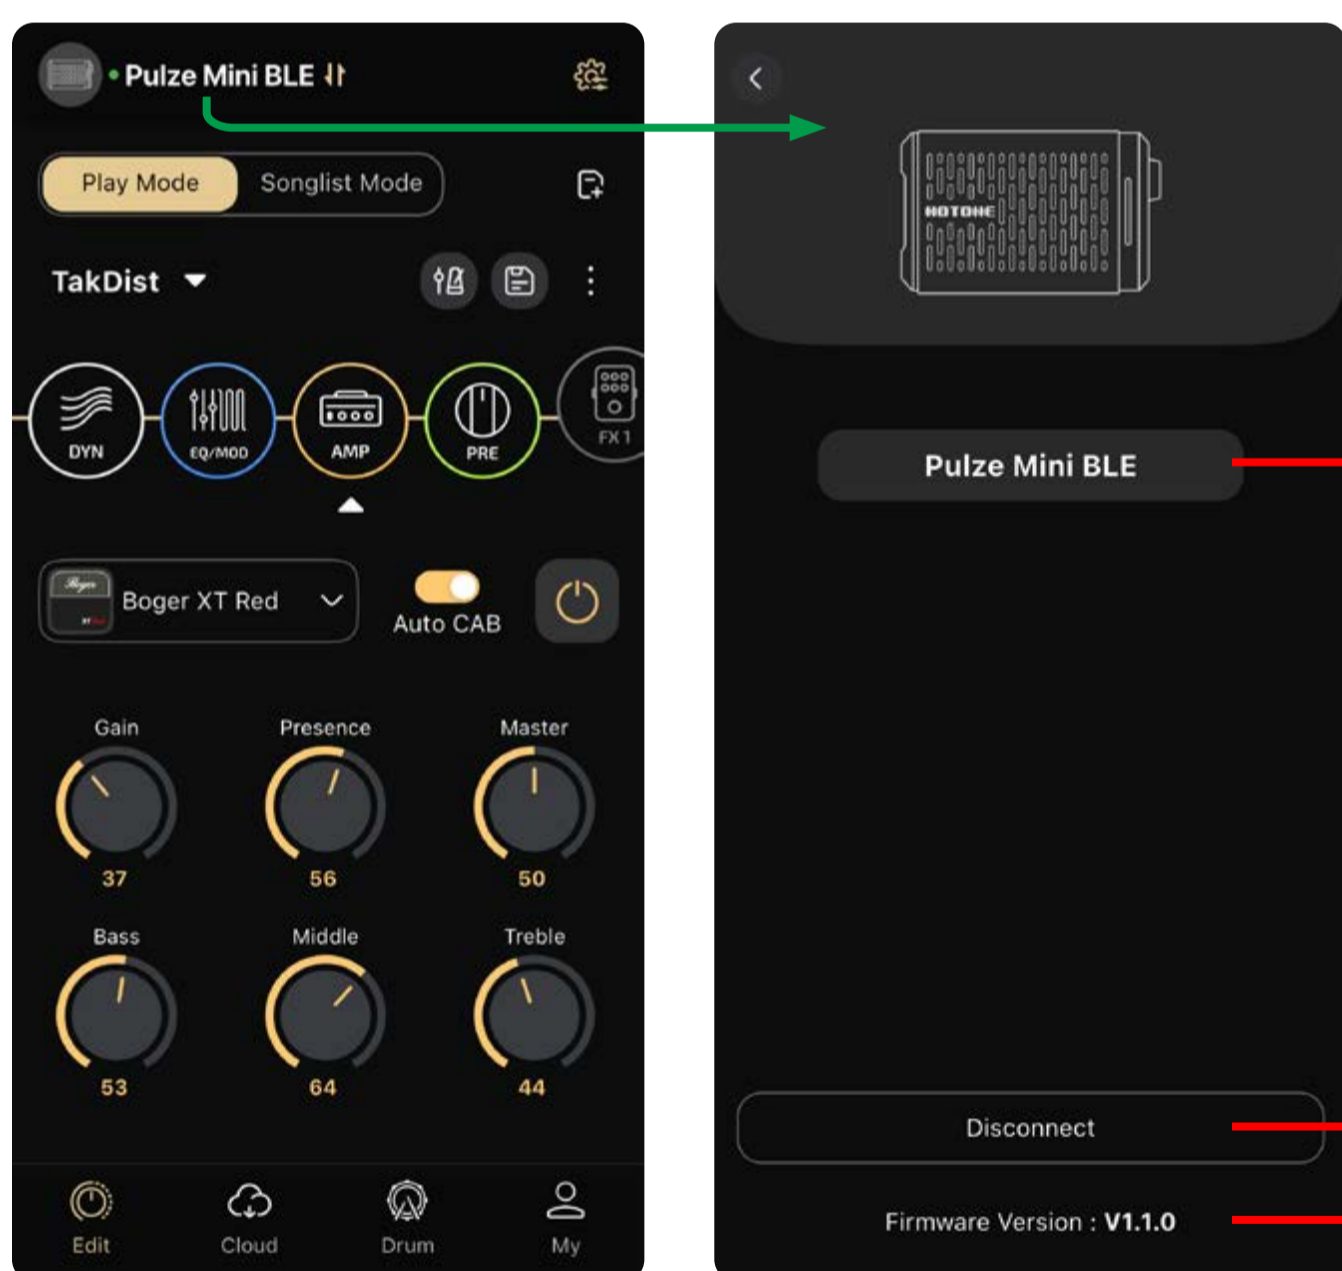 Pulze Mini BLE
Play Mode
Songlist Mode
TakDist
DYN
EQ/MOD
AMP
PRE
FX 1
Boger
Boger XT Red
Auto CAB
Gain
Presence
Master
37
56
50
Bass
Middle
Treble
53
64
44
Edit
Cloud
Drum
My
HOTONE
Pulze Mini BLE
Disconnect
Firmware Version : V1.1.0